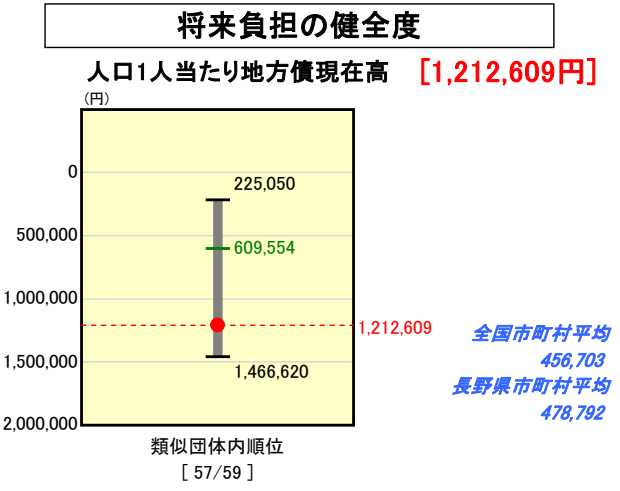 将来負担の健全度
人口1人当たり地方債現在高 [1,212,609円]
(円)
0
225,050
500,000
609,554
1,000,000
1,212,609
全国市町村平均
456,703
1,500,000
1,466,620
長野県市町村平均
478,792
2,000,000
類似団体内順位
[ 57/59 ]